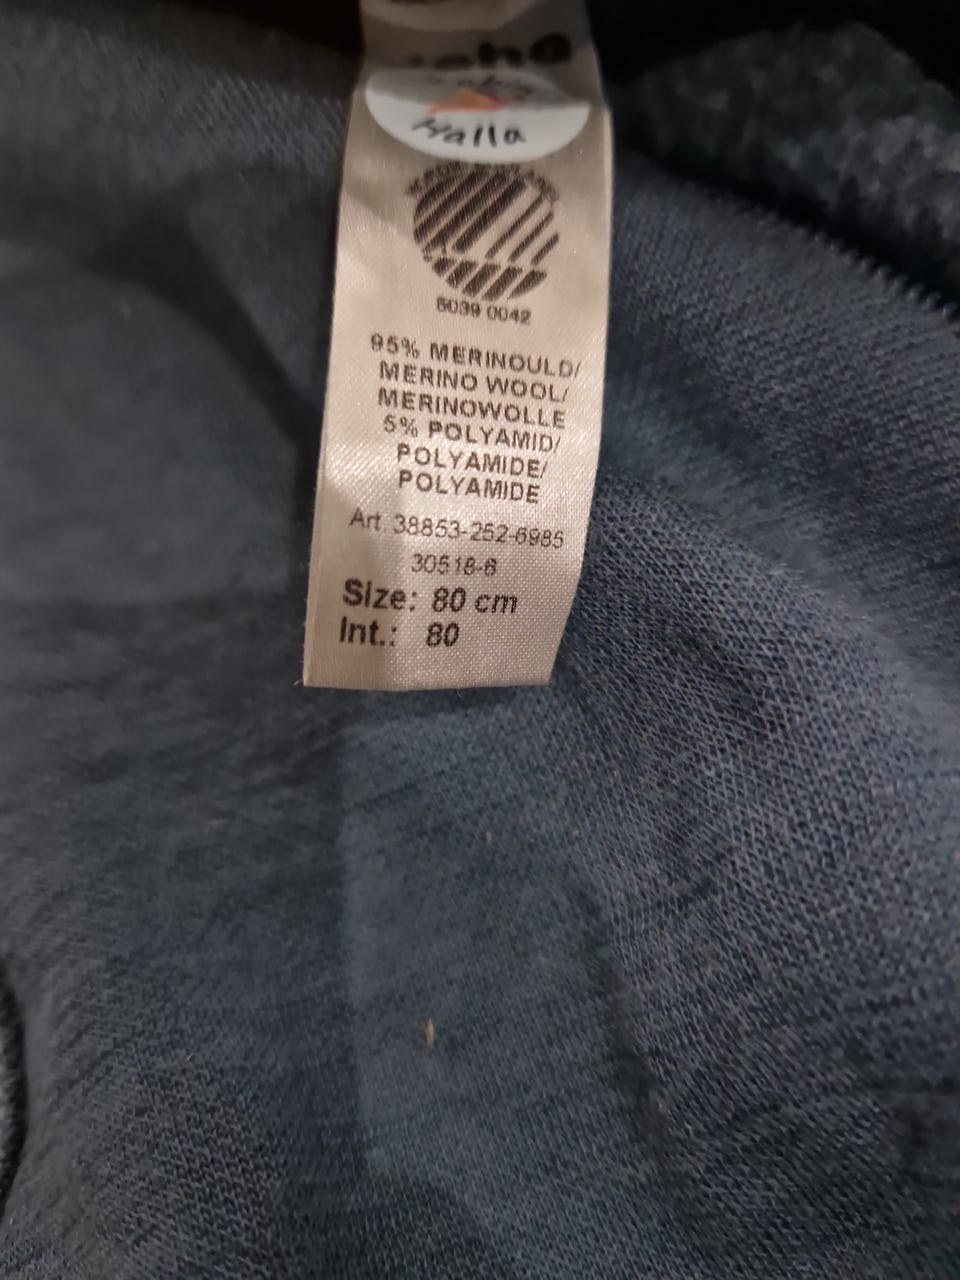 Halla
5039 0042
95% MERINOULD/
MERINO WOOL/
MERINOWOLLE
5% POLYAMID/
POLYAMIDE/
POLYAMIDE
Art. 38853-252-6985
30518-6
Size: 80 cm
Int.: 80